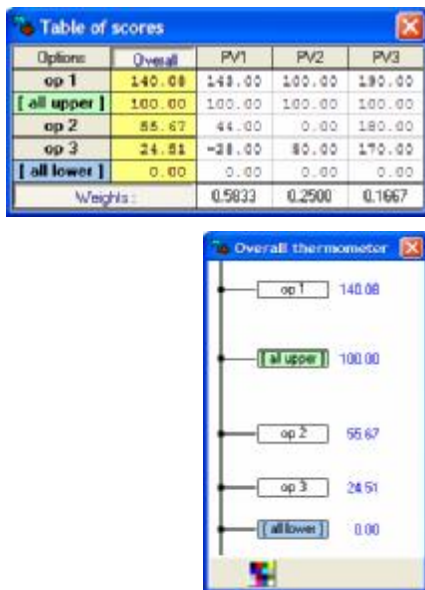 Table of scores
Options Overall PV1 PV2 PV3
op 1 140.08 143.00 100.00 190.00
[ all upper ] 100.00 100.00 100.00 100.00
op 2 55.67 44.00 0.00 180.00
op 3 24.51 -28.00 50.00 170.00
[ all lower ] 0.00 0.00 0.00 0.00
Weights : 0.5833 0.2500 0.1667
Overall thermometer
op 1 140.08
[ all upper ] 100.00
op 2 55.67
op 3 24.51
[ all lower ] 0.00